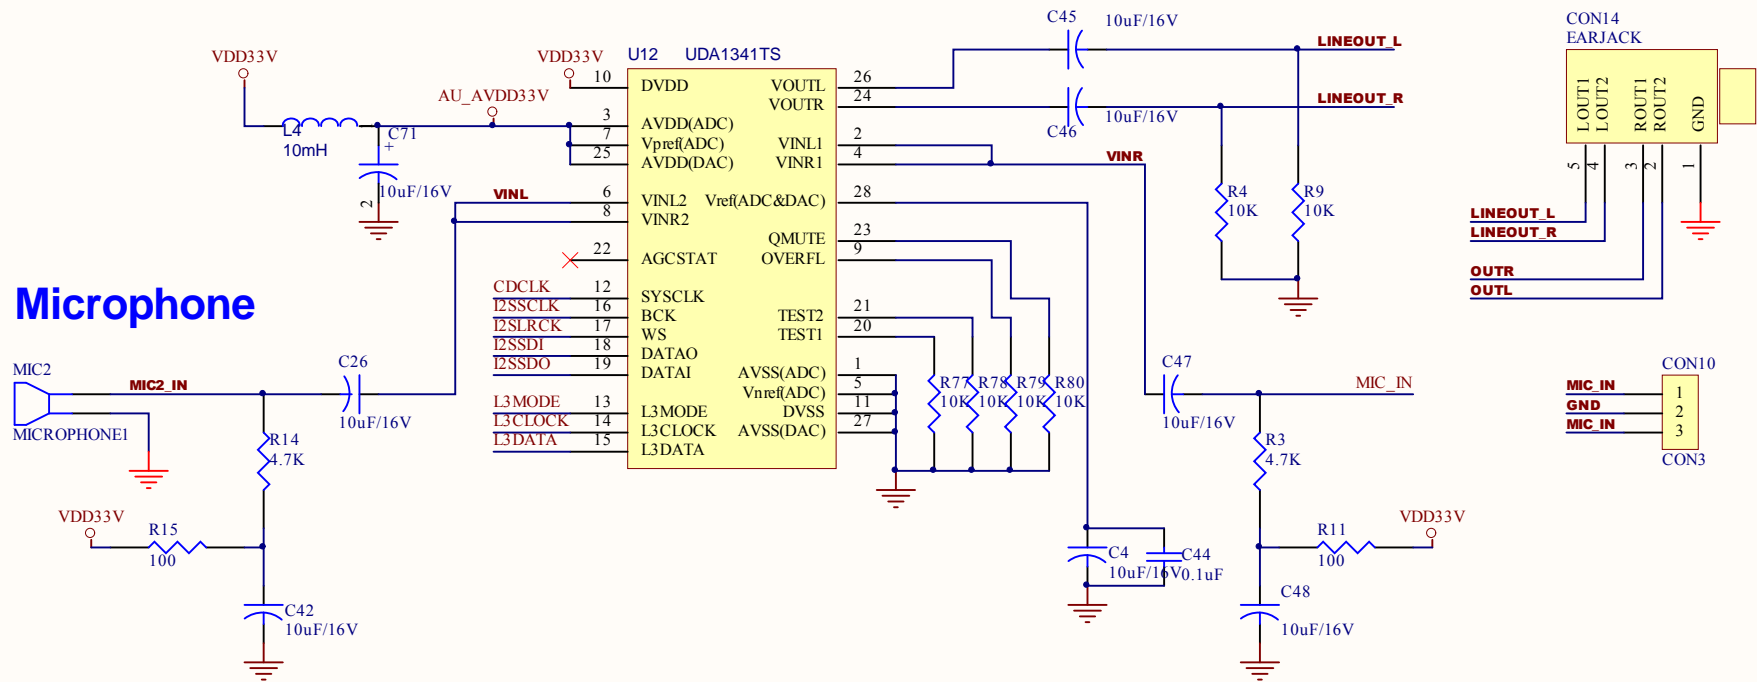 Microphone
VDD33V
L4
10mH
C71
+
10uF/16V
2
AU_AVDD33V
VDD33V
U12 UDA1341TS
10 DVDD
3 AVDD(ADC)
7 Vpref(ADC)
25 AVDD(DAC)
VINL
6 VINL2
8 VINR2
22 AGCSTAT
CDCLK 12 SYSCLK
I2SSCLK 16 BCK
I2SLRCK 17 WS
I2SSDI 18 DATAO
I2SSDO 19 DATAI
L3MODE 13 L3MODE
L3CLOCK 14 L3CLOCK
L3DATA 15 L3DATA
VOUTL 26
VOUTR 24
VINL1 2
VINR1 4
Vref(ADC&DAC) 28
QMUTE 23
OVERFL 9
TEST2 21
TEST1 20
AVSS(ADC) 1
Vnref(ADC) 5
DVSS 11
AVSS(DAC) 27
C45 10uF/16V
LINEOUT_L
C46 10uF/16V
LINEOUT_R
VINR
R4
10K
R9
10K
R77
10K
R78
10K
R79
10K
R80
10K
C4
10uF/16V
C44
0.1uF
C47
10uF/16V
MIC_IN
R3
4.7K
R11
100
VDD33V
C48
10uF/16V
MIC2
MICROPHONE1
MIC2_IN
C26
10uF/16V
R14
4.7K
VDD33V
R15
100
C42
10uF/16V
CON14
EARJACK
LOUT1
LOUT2
ROUT1
ROUT2
GND
5
4
3
2
1
LINEOUT_L
LINEOUT_R
OUTR
OUTL
CON10
MIC_IN 1
GND 2
MIC_IN 3
CON3